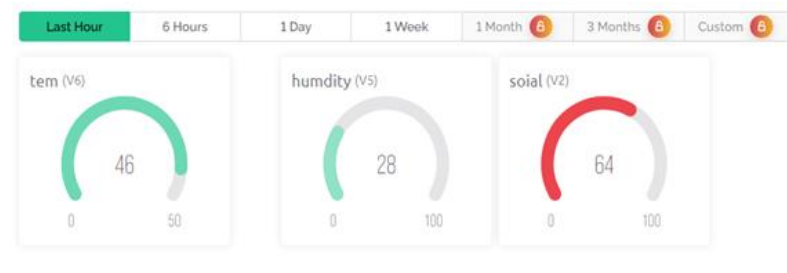 Last Hour 6 Hours 1 Day 1 Week 1 Month 3 Months Custom
tem (V6) humdity (V5) soial (V2)
46 28 64
0 50 0 100 0 100